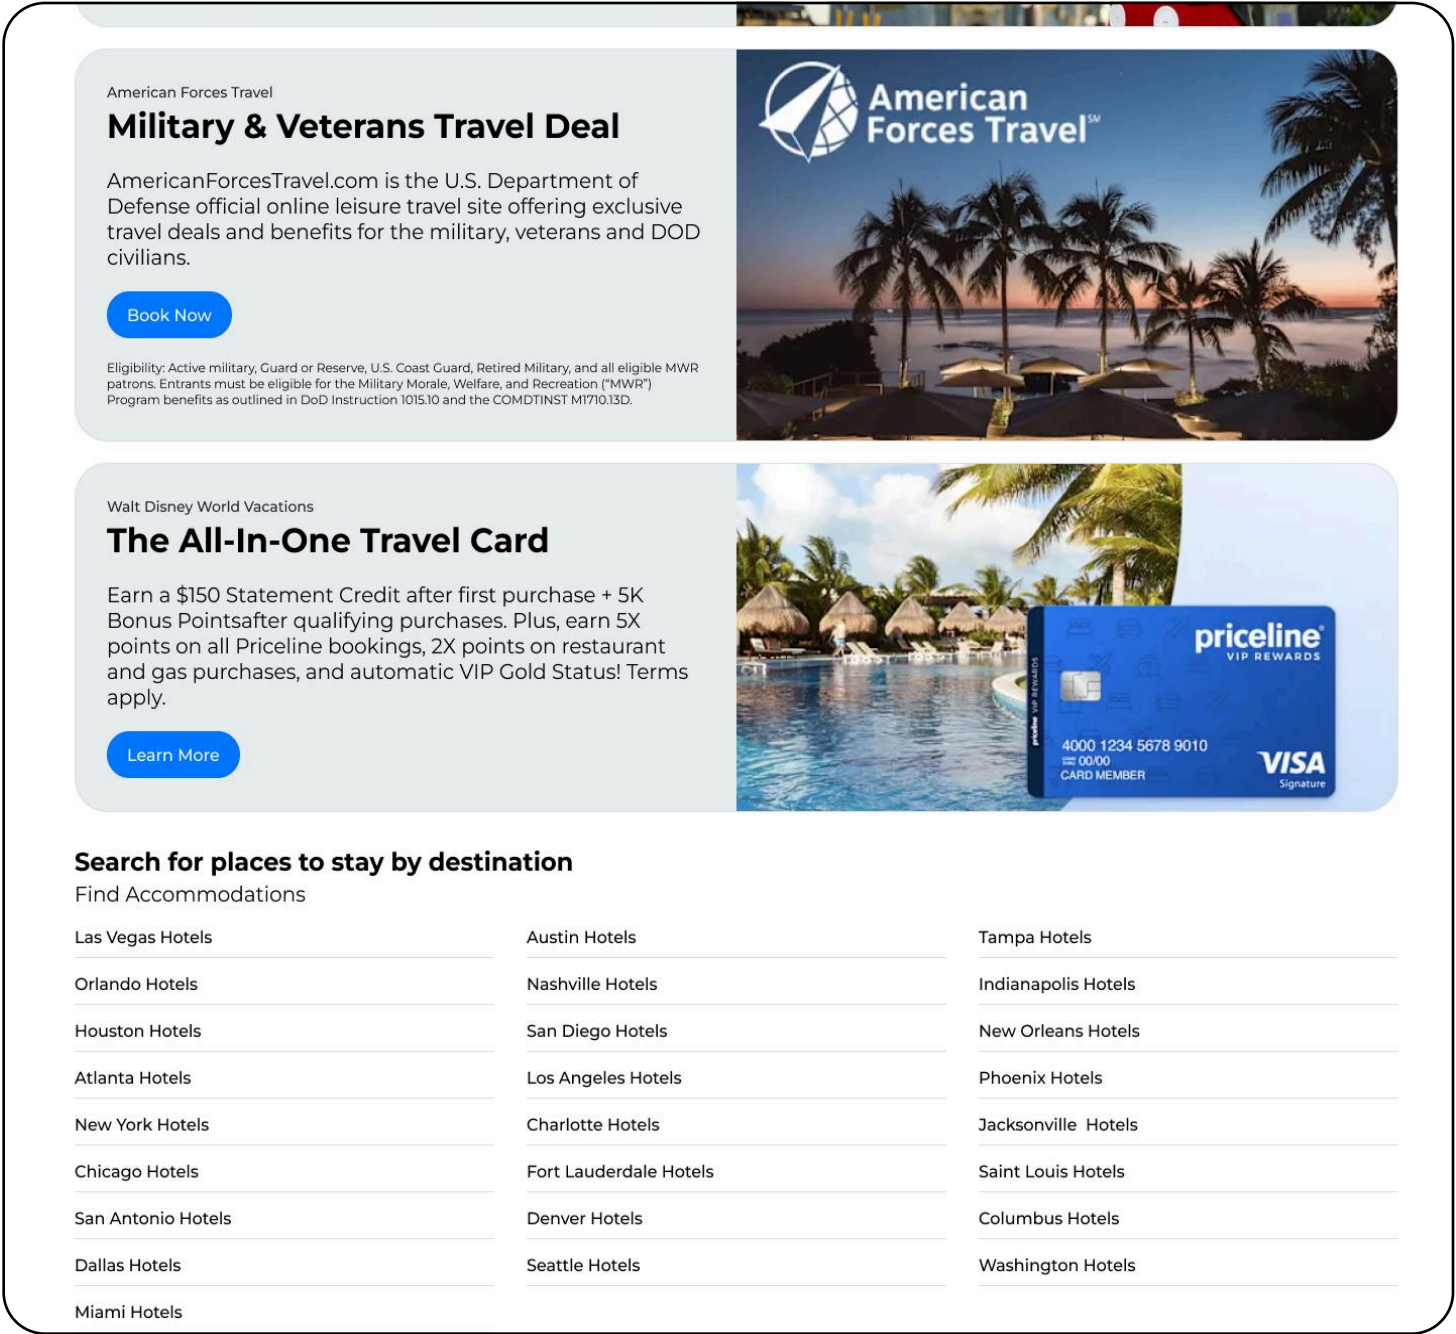 American Forces Travel
Military & Veterans Travel Deal
AmericanForcesTravel.com is the U.S. Department of
Defense official online leisure travel site offering exclusive
travel deals and benefits for the military, veterans and DOD
civilians.
Book Now
Eligibility: Active military, Guard or Reserve, U.S. Coast Guard, Retired Military, and all eligible MWR
patrons. Entrants must be eligible for the Military Morale, Welfare, and Recreation (“MWR”)
Program benefits as outlined in DoD Instruction 1015.10 and the COMDTINST M1710.13D.
American
Forces Travel℠
Walt Disney World Vacations
The All-In-One Travel Card
Earn a $150 Statement Credit after first purchase + 5K
Bonus Pointsafter qualifying purchases. Plus, earn 5X
points on all Priceline bookings, 2X points on restaurant
and gas purchases, and automatic VIP Gold Status! Terms
apply.
Learn More
priceline®
VIP REWARDS
priceline VIP REWARDS
4000 1234 5678 9010
00/00
CARD MEMBER
VISA
Signature
Search for places to stay by destination
Find Accommodations
Las Vegas Hotels
Orlando Hotels
Houston Hotels
Atlanta Hotels
New York Hotels
Chicago Hotels
San Antonio Hotels
Dallas Hotels
Miami Hotels
Austin Hotels
Nashville Hotels
San Diego Hotels
Los Angeles Hotels
Charlotte Hotels
Fort Lauderdale Hotels
Denver Hotels
Seattle Hotels
Tampa Hotels
Indianapolis Hotels
New Orleans Hotels
Phoenix Hotels
Jacksonville  Hotels
Saint Louis Hotels
Columbus Hotels
Washington Hotels